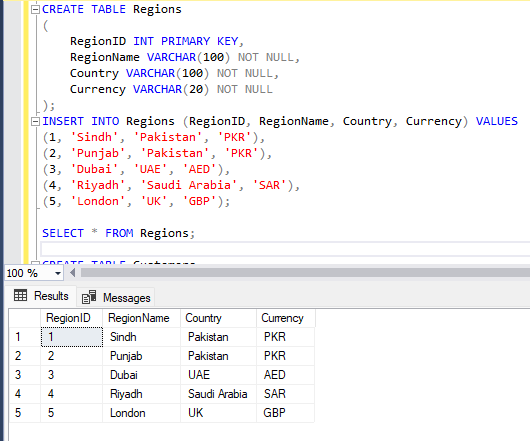 CREATE TABLE Regions
(
RegionID INT PRIMARY KEY,
RegionName VARCHAR(100) NOT NULL,
Country VARCHAR(100) NOT NULL,
Currency VARCHAR(20) NOT NULL
);
INSERT INTO Regions (RegionID, RegionName, Country, Currency) VALUES
(1, 'Sindh', 'Pakistan', 'PKR'),
(2, 'Punjab', 'Pakistan', 'PKR'),
(3, 'Dubai', 'UAE', 'AED'),
(4, 'Riyadh', 'Saudi Arabia', 'SAR'),
(5, 'London', 'UK', 'GBP');
SELECT * FROM Regions;
CREATE TABLE Customers
100 %
Results Messages
RegionID RegionName Country Currency
1 1 Sindh Pakistan PKR
2 2 Punjab Pakistan PKR
3 3 Dubai UAE AED
4 4 Riyadh Saudi Arabia SAR
5 5 London UK GBP